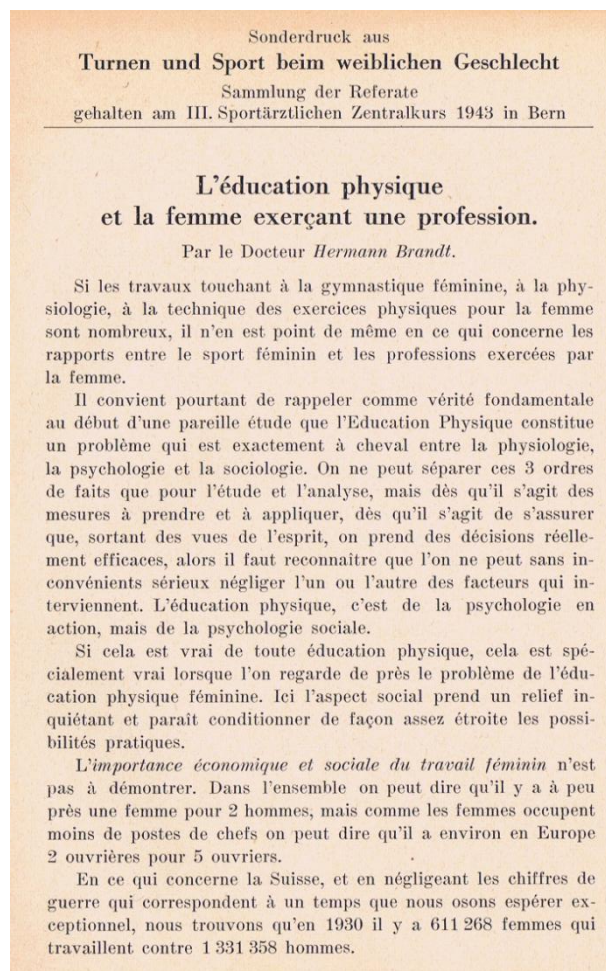 Sonderdruck aus
Turnen und Sport beim weiblichen Geschlecht
Sammlung der Referate
gehalten am III. Sportärztlichen Zentralkurs 1943 in Bern
L'éducation physique
et la femme exerçant une profession.
Par le Docteur Hermann Brandt.
Si les travaux touchant à la gymnastique féminine, à la phy-
siologie, à la technique des exercices physiques pour la femme
sont nombreux, il n'en est point de même en ce qui concerne les
rapports entre le sport féminin et les professions exercées par
la femme.
Il convient pourtant de rappeler comme vérité fondamentale
au début d'une pareille étude que l'Education Physique constitue
un problème qui est exactement à cheval entre la physiologie,
la psychologie et la sociologie. On ne peut séparer ces 3 ordres
de faits que pour l'étude et l'analyse, mais dès qu'il s'agit des
mesures à prendre et à appliquer, dès qu'il s'agit de s'assurer
que, sortant des vues de l'esprit, on prend des décisions réelle-
ment efficaces, alors il faut reconnaître que l'on ne peut sans in-
convénients sérieux négliger l'un ou l'autre des facteurs qui in-
terviennent. L'éducation physique, c'est de la psychologie en
action, mais de la psychologie sociale.
Si cela est vrai de toute éducation physique, cela est spé-
cialement vrai lorsque l'on regarde de près le problème de l'édu-
cation physique féminine. Ici l'aspect social prend un relief in-
quiétant et paraît conditionner de façon assez étroite les possi-
bilités pratiques.
L'importance économique et sociale du travail féminin n'est
pas à démontrer. Dans l'ensemble on peut dire qu'il y a à peu
près une femme pour 2 hommes, mais comme les femmes occupent
moins de postes de chefs on peut dire qu'il a environ en Europe
2 ouvrières pour 5 ouvriers.
En ce qui concerne la Suisse, et en négligeant les chiffres de
guerre qui correspondent à un temps que nous osons espérer ex-
ceptionnel, nous trouvons qu'en 1930 il y a 611 268 femmes qui
travaillent contre 1 331 358 hommes.